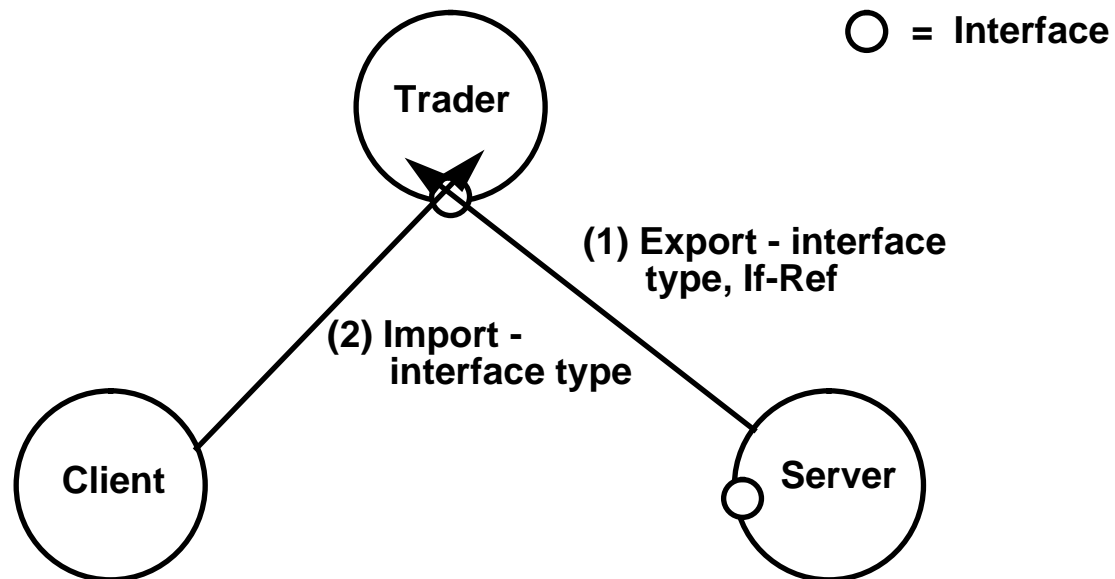 = Interface
Trader
(1) Export - interface
type, If-Ref
(2) Import -
interface type
Client
Server